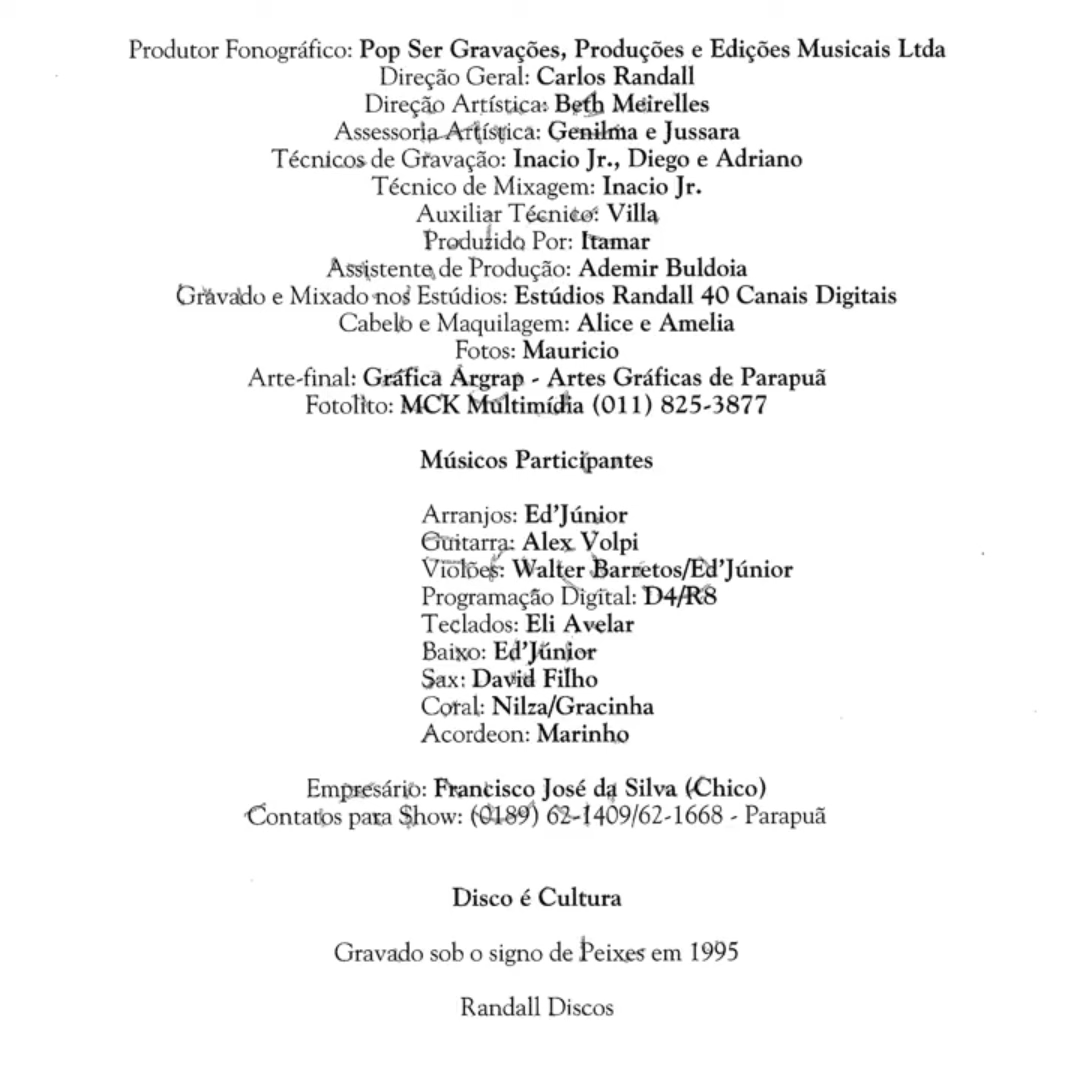 Produtor Fonográfico: Pop Ser Gravações, Produções e Edições Musicais Ltda
Direção Geral: Carlos Randall
Direção Artística: Beth Meirelles
Assessoria Artística: Genilma e Jussara
Técnicos de Gravação: Inacio Jr., Diego e Adriano
Técnico de Mixagem: Inacio Jr.
Auxiliar Técnico: Villa
Produzido Por: Itamar
Assistente de Produção: Ademir Buldoia
Gravado e Mixado nos Estúdios: Estúdios Randall 40 Canais Digitais
Cabelo e Maquilagem: Alice e Amelia
Fotos: Mauricio
Arte-final: Gráfica Árgrap - Artes Gráficas de Parapuã
Fotolito: MCK Multimídia (011) 825-3877
Músicos Participantes
Arranjos: Ed'Júnior
Guitarra: Alex Volpi
Violões: Walter Barretos/Ed'Júnior
Programação Digital: D4/R8
Teclados: Eli Avelar
Baixo: Ed'Júnior
Sax: David Filho
Coral: Nilza/Gracinha
Acordeon: Marinho
Empresário: Francisco José da Silva (Chico)
Contatos para Show: (0189) 62-1409/62-1668 - Parapuã
Disco é Cultura
Gravado sob o signo de Peixes em 1995
Randall Discos